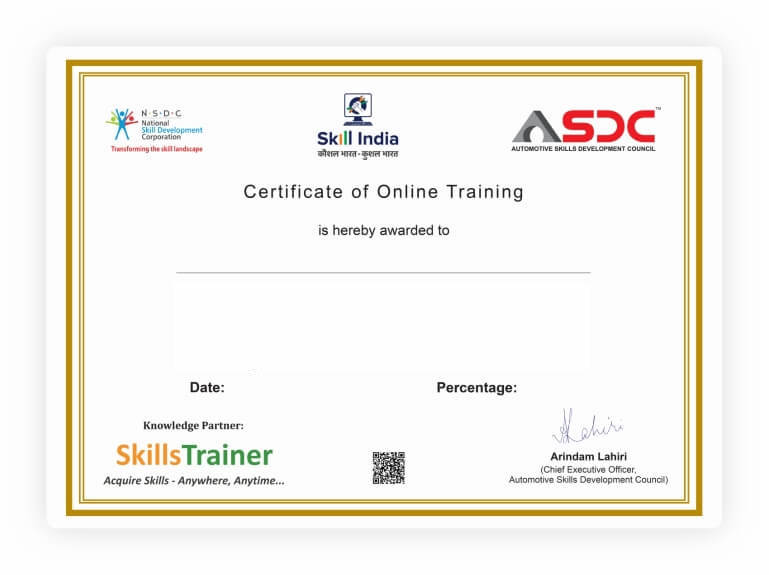 N·S·D·C
National
Skill Development
Corporation
Transforming the skill landscape
Skill India
कौशल भारत - कुशल भारत
ASDC™
AUTOMOTIVE SKILLS DEVELOPMENT COUNCIL
Certificate of Online Training
is hereby awarded to
Date:
Percentage:
Knowledge Partner:
SkillsTrainer
Acquire Skills - Anywhere, Anytime...
Lahiri
Arindam Lahiri
(Chief Executive Officer,
Automotive Skills Development Council)